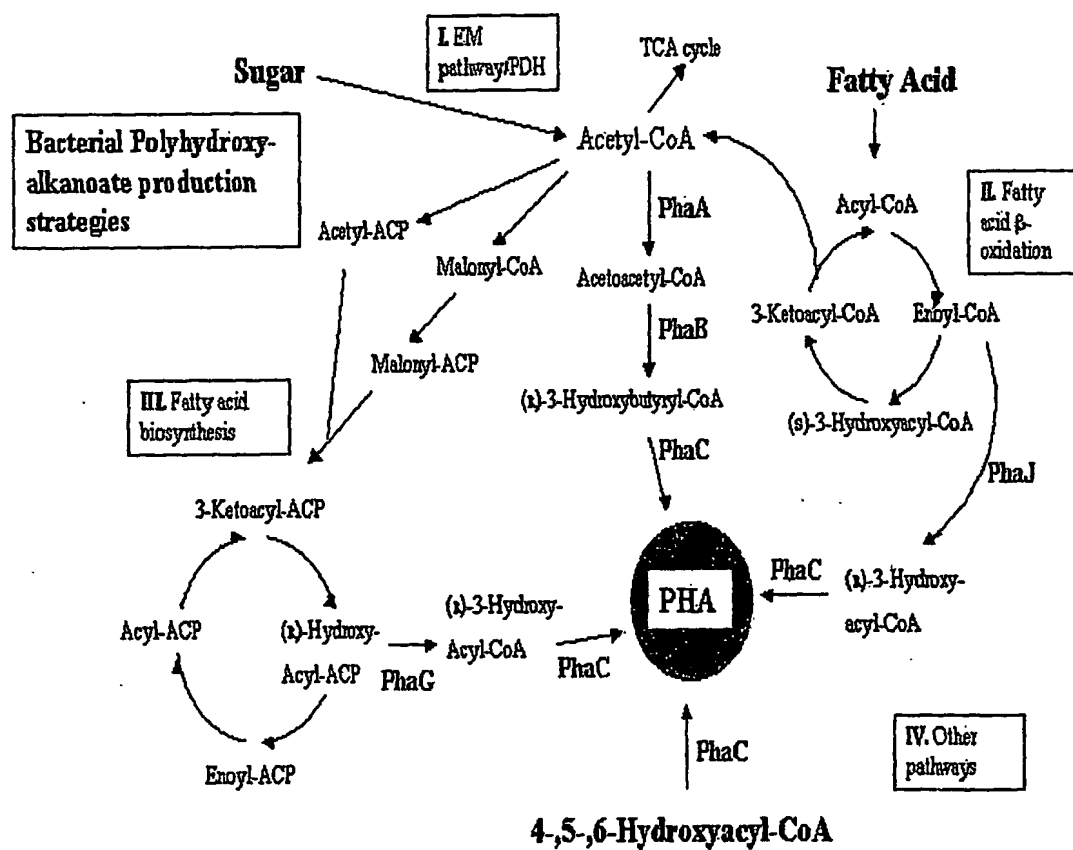 I. EM
pathway/PDH
TCA cycle
Sugar
Fatty Acid
Bacterial Polyhydroxy-
alkanoate production
strategies
Acetyl-CoA
PhaA
Acyl-CoA
II. Fatty
acid β-
oxidation
Acetyl-ACP
Malonyl-CoA
Acetoacetyl-CoA
3-Ketoacyl-CoA
Enoyl-CoA
PhaB
Malonyl-ACP
III. Fatty acid
biosynthesis
(R)-3-Hydroxybutyryl-CoA
(S)-3-Hydroxyacyl-CoA
PhaC
PhaJ
3-Ketoacyl-ACP
PHA
PhaC
(R)-3-Hydroxy-
acyl-CoA
Acyl-ACP
(R)-Hydroxy-
Acyl-ACP
PhaG
(R)-3-Hydroxy-
Acyl-CoA
PhaC
Enoyl-ACP
PhaC
IV. Other
pathways
4-,5-,6-Hydroxyacyl-CoA